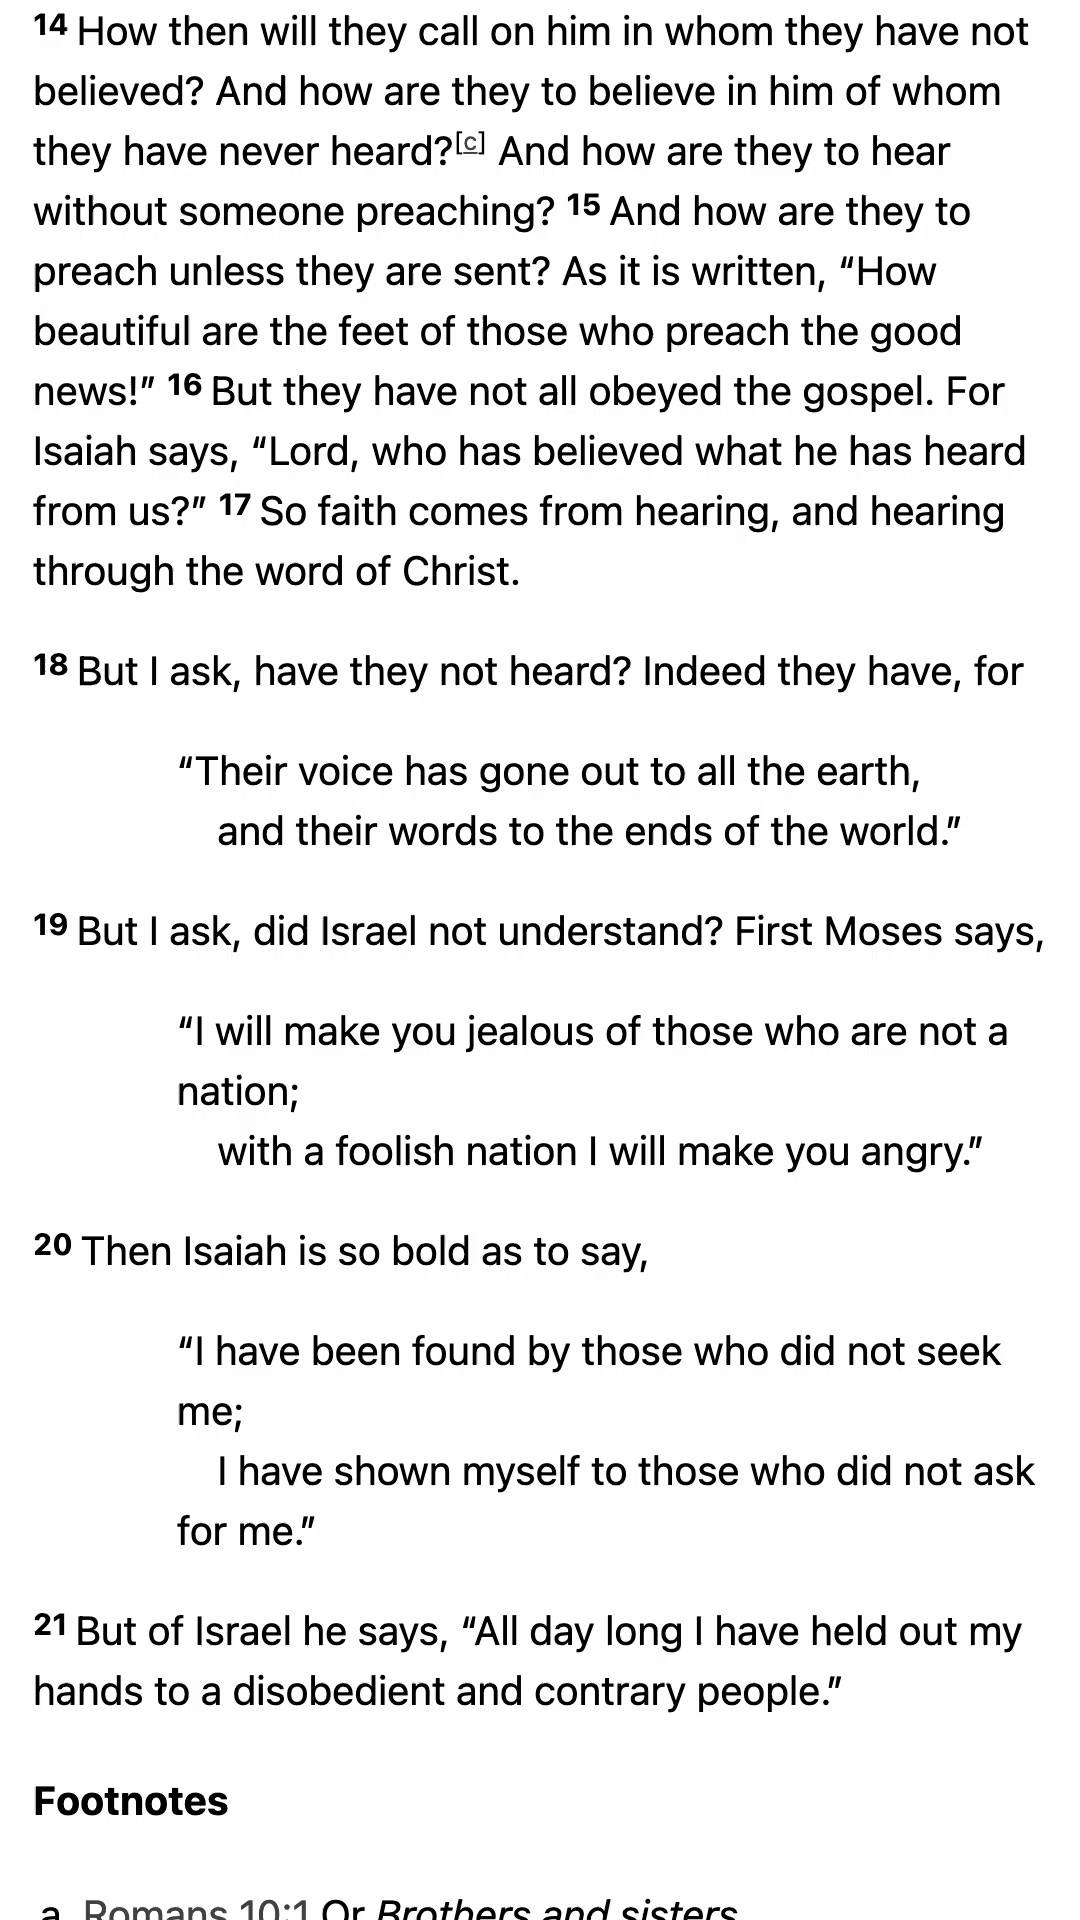 14 How then will they call on him in whom they have not
believed? And how are they to believe in him of whom
they have never heard?[c] And how are they to hear
without someone preaching? 15 And how are they to
preach unless they are sent? As it is written, “How
beautiful are the feet of those who preach the good
news!” 16 But they have not all obeyed the gospel. For
Isaiah says, “Lord, who has believed what he has heard
from us?” 17 So faith comes from hearing, and hearing
through the word of Christ.
18 But I ask, have they not heard? Indeed they have, for
“Their voice has gone out to all the earth,
and their words to the ends of the world.”
19 But I ask, did Israel not understand? First Moses says,
“I will make you jealous of those who are not a
nation;
with a foolish nation I will make you angry.”
20 Then Isaiah is so bold as to say,
“I have been found by those who did not seek
me;
I have shown myself to those who did not ask
for me.”
21 But of Israel he says, “All day long I have held out my
hands to a disobedient and contrary people.”
Footnotes
a. Romans 10:1 Or Brothers and sisters